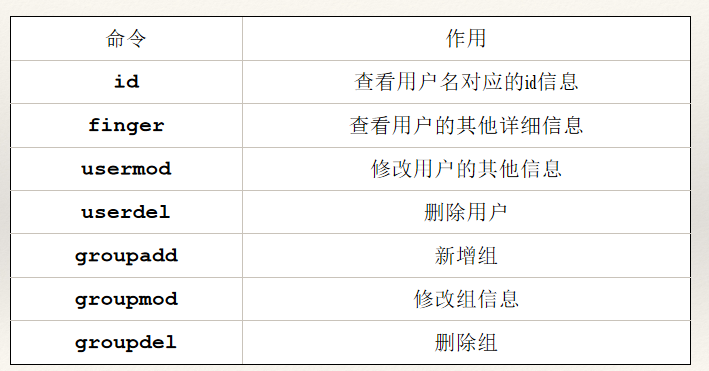 命令 作用
id 查看用户名对应的id信息
finger 查看用户的其他详细信息
usermod 修改用户的其他信息
userdel 删除用户
groupadd 新增组
groupmod 修改组信息
groupdel 删除组